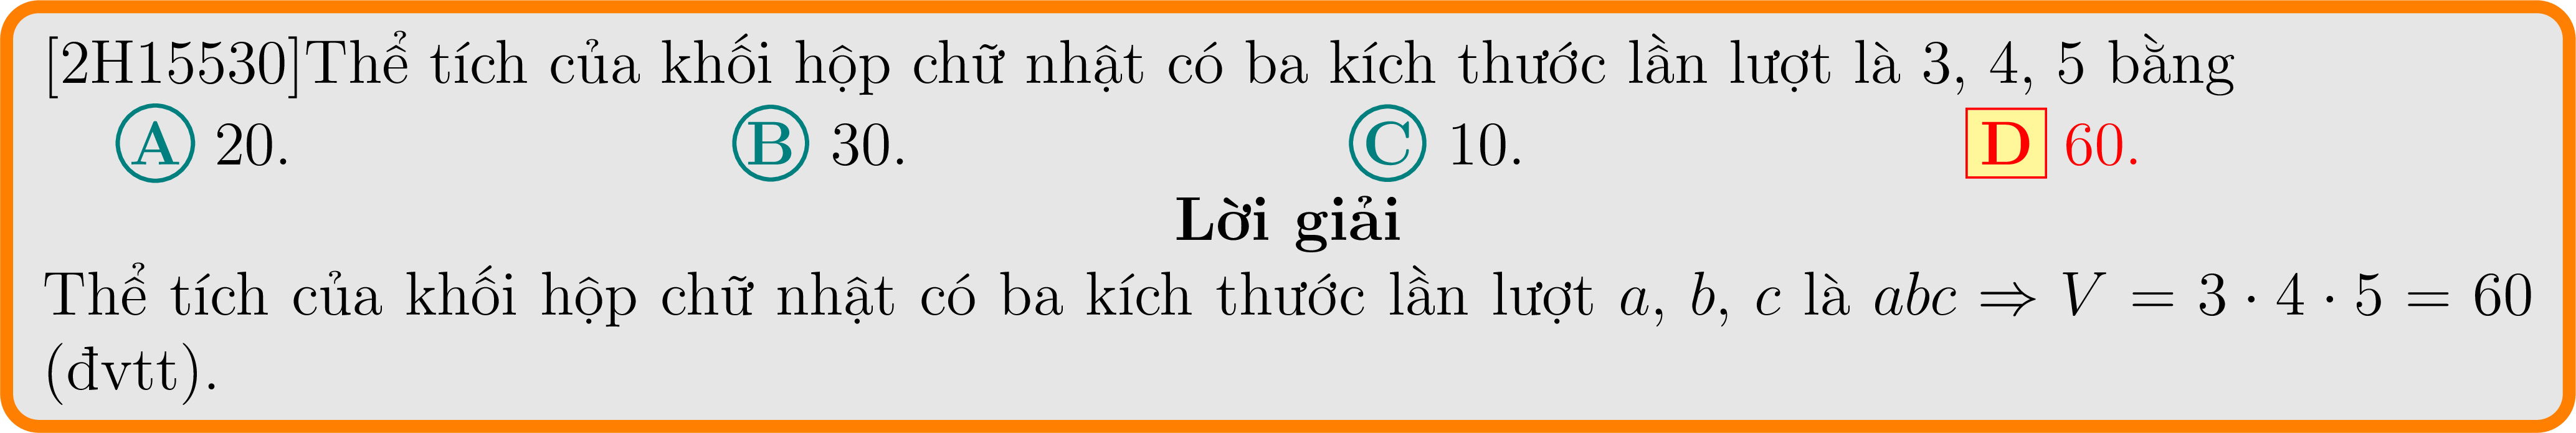 [2H15530]Thể tích của khối hộp chữ nhật có ba kích thước lần lượt là 3, 4, 5 bằng
A 20. B 30. C 10. D 60.
Lời giải
Thể tích của khối hộp chữ nhật có ba kích thước lần lượt a, b, c là abc ⇒ V = 3 · 4 · 5 = 60
(đvtt).